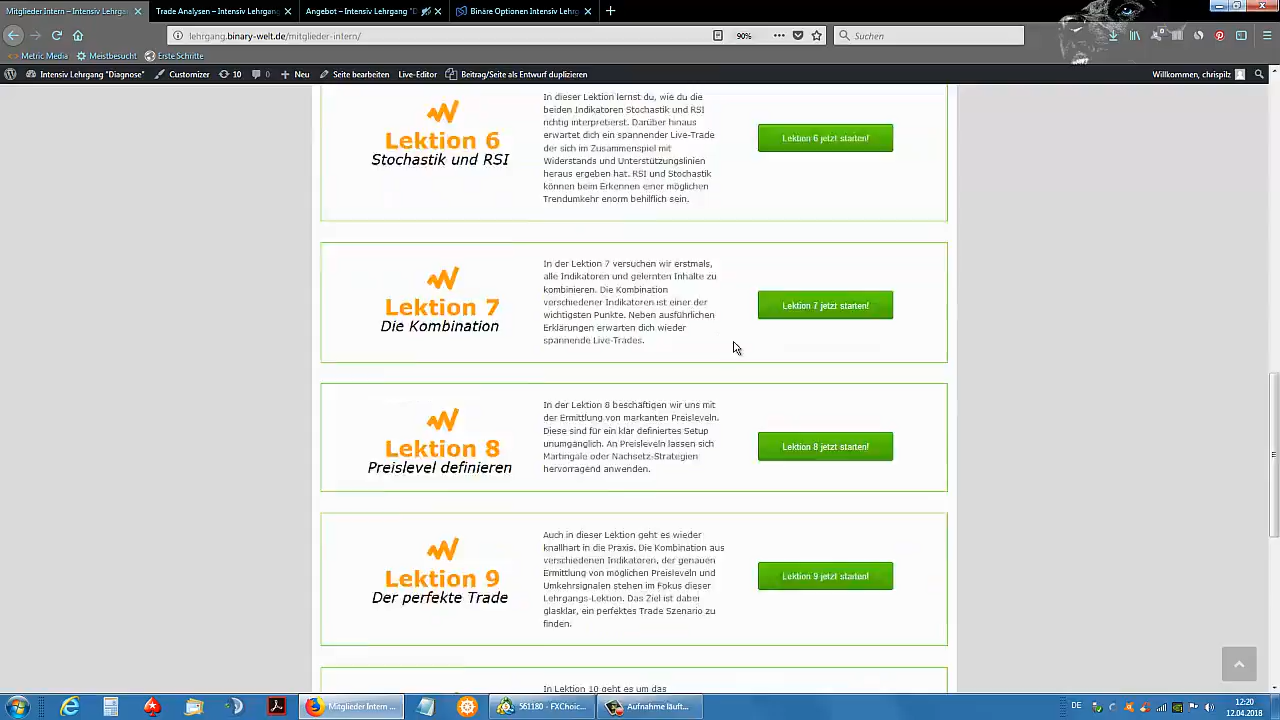 Mitglieder Intern – Intensiv Lehrgang
Trade Analysen – Intensiv Lehrgang
Angebot – Intensiv Lehrgang "D
Binäre Optionen Intensiv Lehrg
lehrgang.binary-welt.de/mitglieder-intern/
90%
Suchen
Metric Media
Meistbesucht
Erste Schritte
Intensiv Lehrgang "Diagnose"
Customizer
10
0
Neu
Seite bearbeiten
Live-Editor
Beitrag/Seite als Entwurf duplizieren
Willkommen, chrispilz
Lektion 6
Stochastik und RSI
In dieser Lektion lernst du, wie du die
beiden Indikatoren Stochastik und RSI
richtig interpretierst. Darüber hinaus
erwartet dich ein spannender Live-Trade
der sich im Zusammenspiel mit
Widerstands und Unterstützungslinien
heraus ergeben hat. RSI und Stochastik
können beim Erkennen einer möglichen
Trendumkehr enorm behilflich sein.
Lektion 6 jetzt starten!
Lektion 7
Die Kombination
In der Lektion 7 versuchen wir erstmals,
alle Indikatoren und gelernten Inhalte zu
kombinieren. Die Kombination
verschiedener Indikatoren ist einer der
wichtigsten Punkte. Neben ausführlichen
Erklärungen erwarten dich wieder
spannende Live-Trades.
Lektion 7 jetzt starten!
Lektion 8
Preislevel definieren
In der Lektion 8 beschäftigen wir uns mit
der Ermittlung von markanten Preisleveln.
Diese sind für ein klar definiertes Setup
unumgänglich. An Preisleveln lassen sich
Martingale oder Nachsetz-Strategien
hervorragend anwenden.
Lektion 8 jetzt starten!
Lektion 9
Der perfekte Trade
Auch in dieser Lektion geht es wieder
knallhart in die Praxis. Die Kombination aus
verschiedenen Indikatoren, der genauen
Ermittlung von möglichen Preisleveln und
Umkehrsignalen stehen im Fokus dieser
Lehrgangs-Lektion. Das Ziel ist dabei
glasklar, ein perfektes Trade Szenario zu
finden.
Lektion 9 jetzt starten!
In Lektion 10 geht es um das
Mitglieder Intern ...
561180 - FXChoic...
Aufnahme läuft...
DE
12:20
12.04.2018